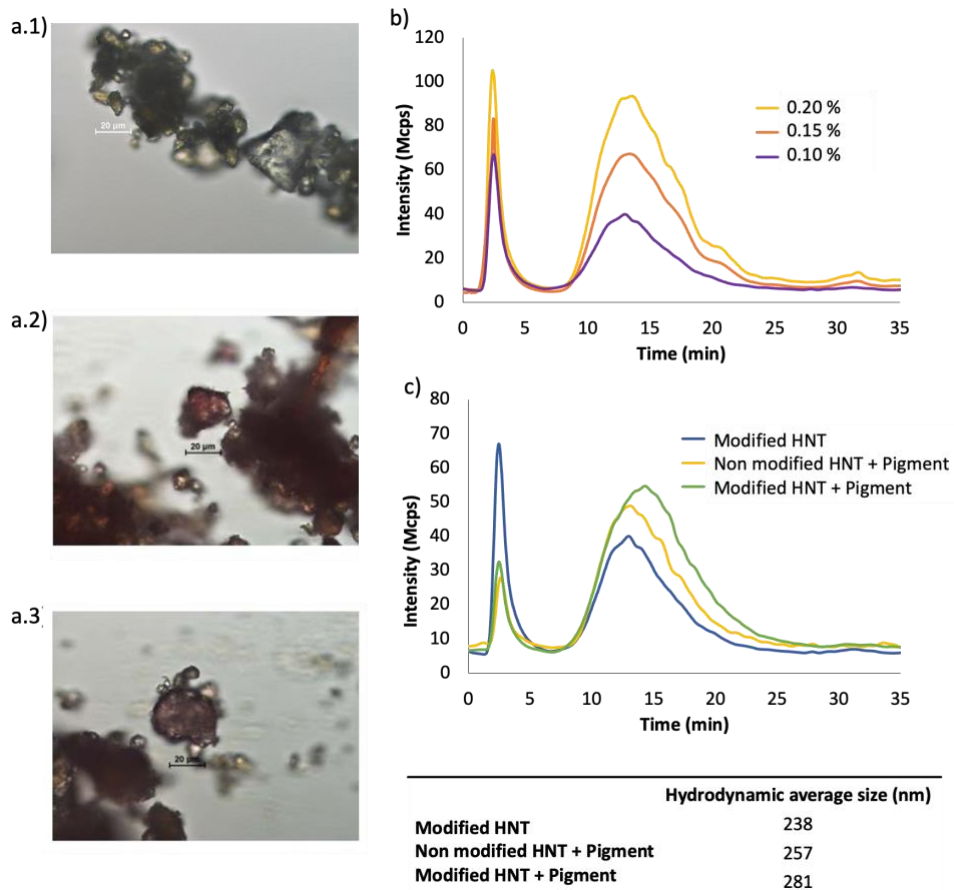 a.1)
20 μm
a.2)
20 μm
a.3)
20 μm
b)
120
100
80
60
40
20
0
Intensity (Mcps)
0.20 %
0.15 %
0.10 %
0 5 10 15 20 25 30 35
Time (min)
c)
80
70
60
50
40
30
20
10
0
Intensity (Mcps)
Modified HNT
Non modified HNT + Pigment
Modified HNT + Pigment
0 5 10 15 20 25 30 35
Time (min)
Hydrodynamic average size (nm)
Modified HNT 238
Non modified HNT + Pigment 257
Modified HNT + Pigment 281